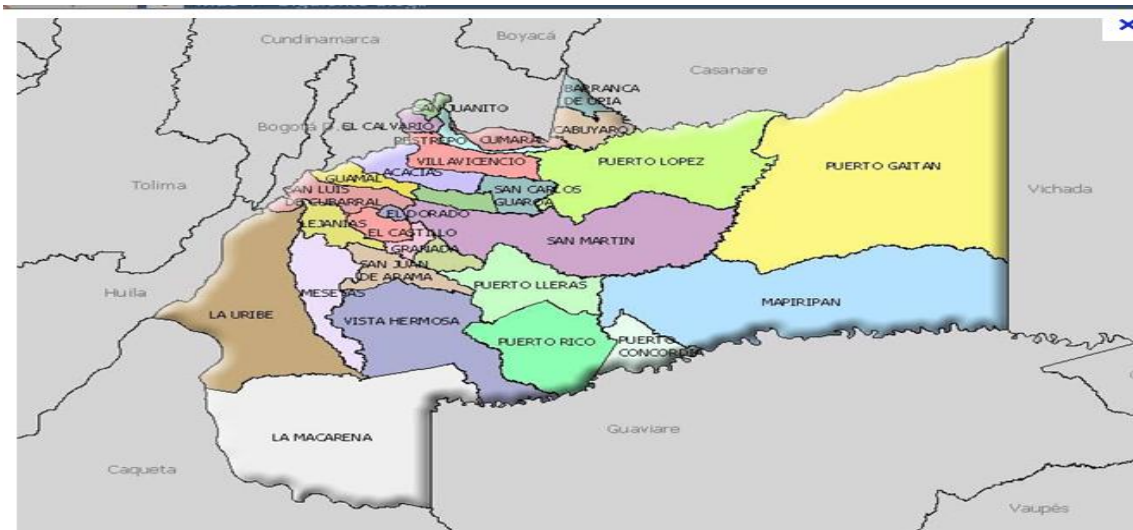 Cundinamarca
Boyacá
Casanare
BARRANCA
DE UPIA
SAN JUANITO
Bogotá D.
EL CALVARIO
CABUYARO
RESTREPO
CUMARAL
VILLAVICENCIO
PUERTO LOPEZ
PUERTO GAITAN
ACACIAS
GUAMAL
Tolima
SAN LUIS
DE CUBARRAL
SAN CARLOS
GUAROA
Vichada
EL DORADO
LEJANIAS
EL CASTILLO
SAN MARTIN
GRANADA
SAN JUAN
DE ARAMA
PUERTO LLERAS
Huila
MESETAS
MAPIRIPAN
LA URIBE
VISTA HERMOSA
PUERTO RICO
PUERTO
CONCORDIA
Guaviare
LA MACARENA
Caqueta
Vaupés